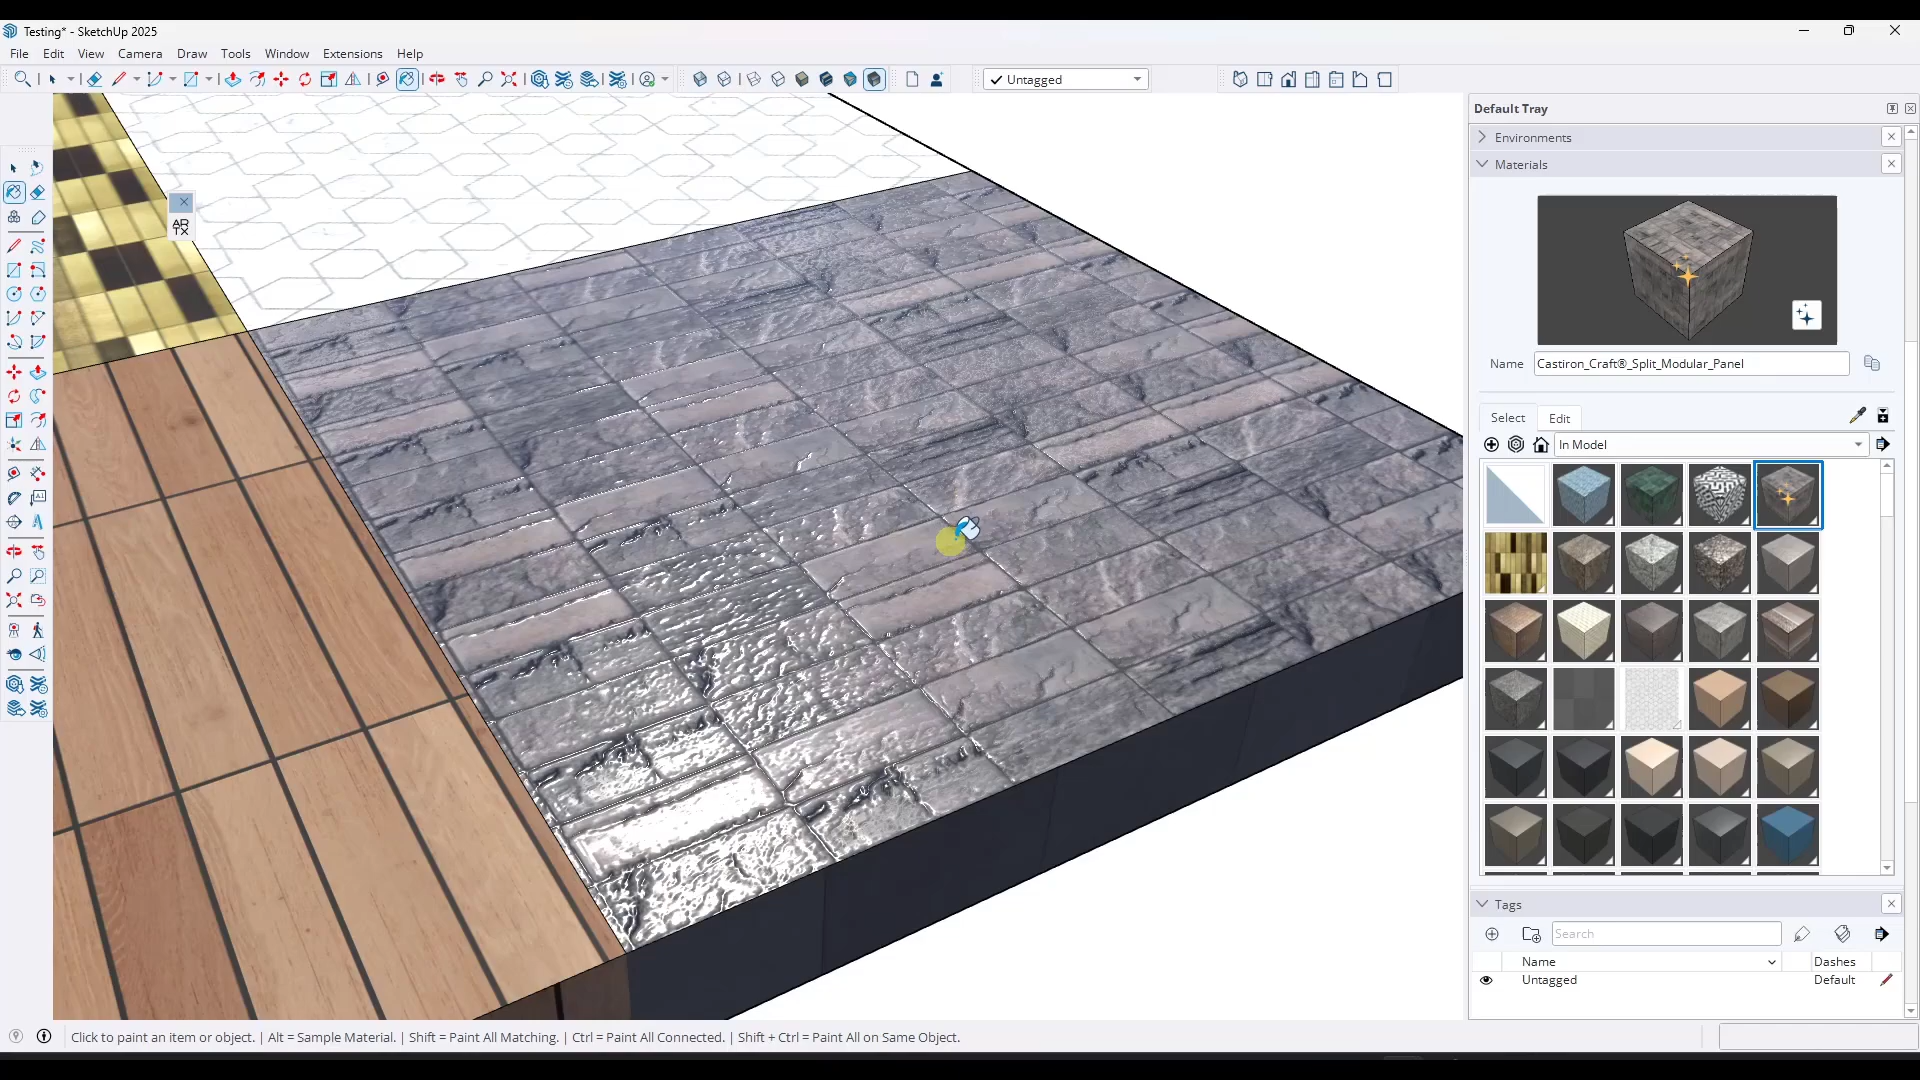 Testing* - SketchUp 2025
File Edit View Camera Draw Tools Window Extensions Help
Untagged
Default Tray
Environments
Materials
AR
TX
Name Castiron_Craft®_Split_Modular_Panel
Select Edit
In Model
Tags
Search
Name Dashes
Untagged Default
Click to paint an item or object. | Alt = Sample Material. | Shift = Paint All Matching. | Ctrl = Paint All Connected. | Shift + Ctrl = Paint All on Same Object.